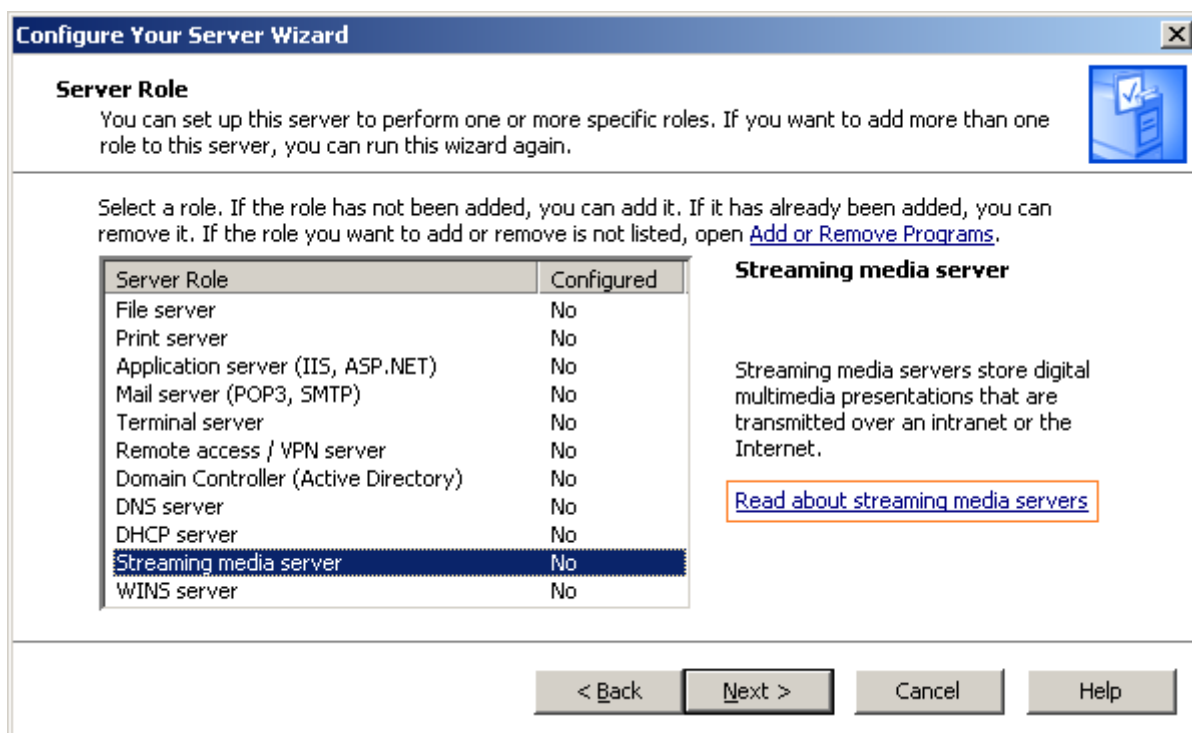 Configure Your Server Wizard
Server Role
You can set up this server to perform one or more specific roles. If you want to add more than one
role to this server, you can run this wizard again.
Select a role. If the role has not been added, you can add it. If it has already been added, you can
remove it. If the role you want to add or remove is not listed, open Add or Remove Programs.
Server Role Configured
File server No
Print server No
Application server (IIS, ASP.NET) No
Mail server (POP3, SMTP) No
Terminal server No
Remote access / VPN server No
Domain Controller (Active Directory) No
DNS server No
DHCP server No
Streaming media server No
WINS server No
Streaming media server
Streaming media servers store digital
multimedia presentations that are
transmitted over an intranet or the
Internet.
Read about streaming media servers
< Back Next > Cancel Help